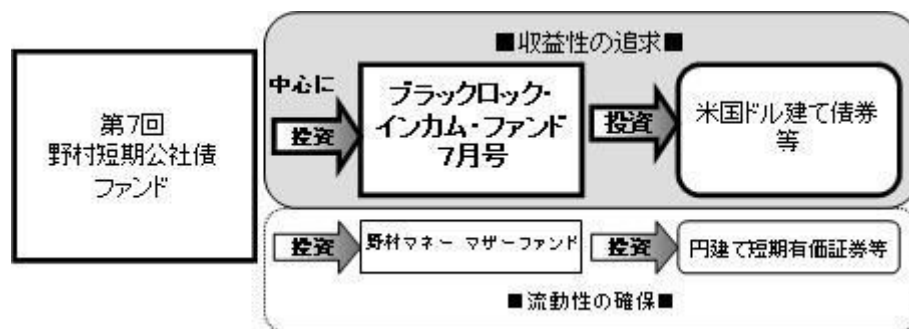 ■収益性の追求■
第7回
野村短期公社債
ファンド
中心に
投資
ブラックロック・
インカム・ファンド
7月号
投資
米国ドル建て債券
等
投資
野村マネー マザーファンド
投資
円建て短期有価証券等
■流動性の確保■